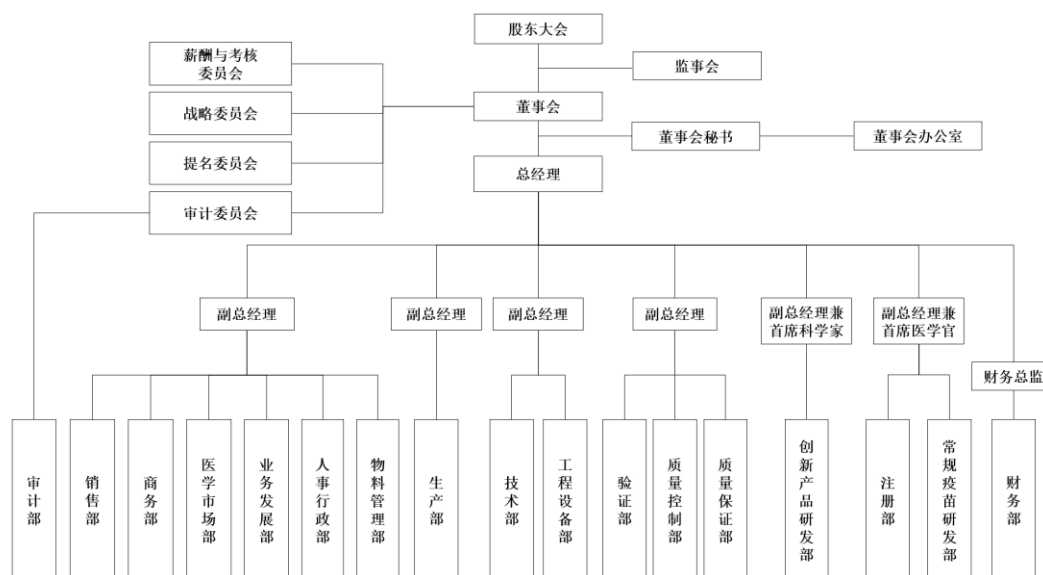 股东大会
薪酬与考核
委员会
监事会
战略委员会
董事会
董事会秘书
董事会办公室
提名委员会
总经理
审计委员会
副总经理
副总经理
副总经理
副总经理
副总经理兼
首席科学家
副总经理兼
首席医学官
财务总监
审计部
销售部
商务部
医学市场部
业务发展部
人事行政部
物料管理部
生产部
技术部
工程设备部
验证部
质量控制部
质量保证部
创新产品研发部
注册部
常规疫苗研发部
财务部